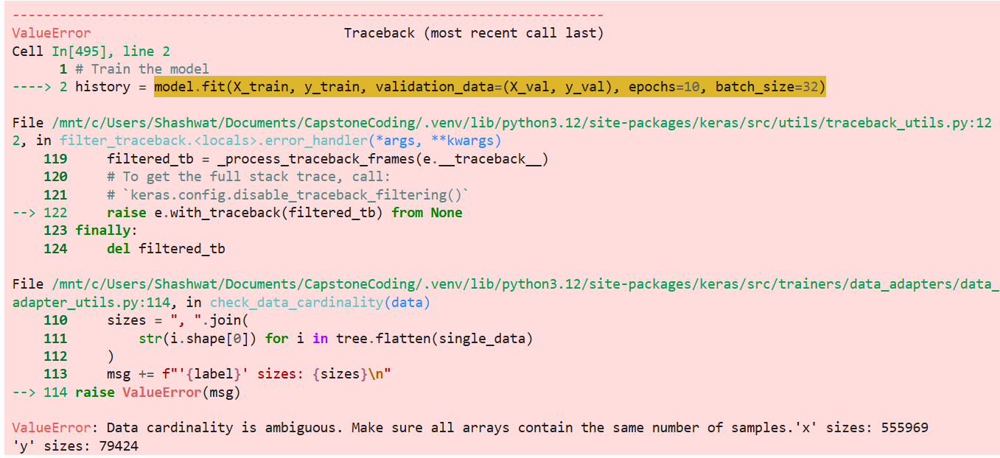 ---------------------------------------------------------------------------
ValueError                                Traceback (most recent call last)
Cell In[495], line 2
      1 # Train the model
----> 2 history = model.fit(X_train, y_train, validation_data=(X_val, y_val), epochs=10, batch_size=32)
File /mnt/c/Users/Shashwat/Documents/CapstoneCoding/.venv/lib/python3.12/site-packages/keras/src/utils/traceback_utils.py:12
2, in filter_traceback.<locals>.error_handler(*args, **kwargs)
    119     filtered_tb = _process_traceback_frames(e.__traceback__)
    120     # To get the full stack trace, call:
    121     # `keras.config.disable_traceback_filtering()`
--> 122     raise e.with_traceback(filtered_tb) from None
    123 finally:
    124     del filtered_tb
File /mnt/c/Users/Shashwat/Documents/CapstoneCoding/.venv/lib/python3.12/site-packages/keras/src/trainers/data_adapters/data_
adapter_utils.py:114, in check_data_cardinality(data)
    110     sizes = ", ".join(
    111         str(i.shape[0]) for i in tree.flatten(single_data)
    112     )
    113     msg += f"'{label}' sizes: {sizes}\n"
--> 114 raise ValueError(msg)
ValueError: Data cardinality is ambiguous. Make sure all arrays contain the same number of samples.'x' sizes: 555969
'y' sizes: 79424